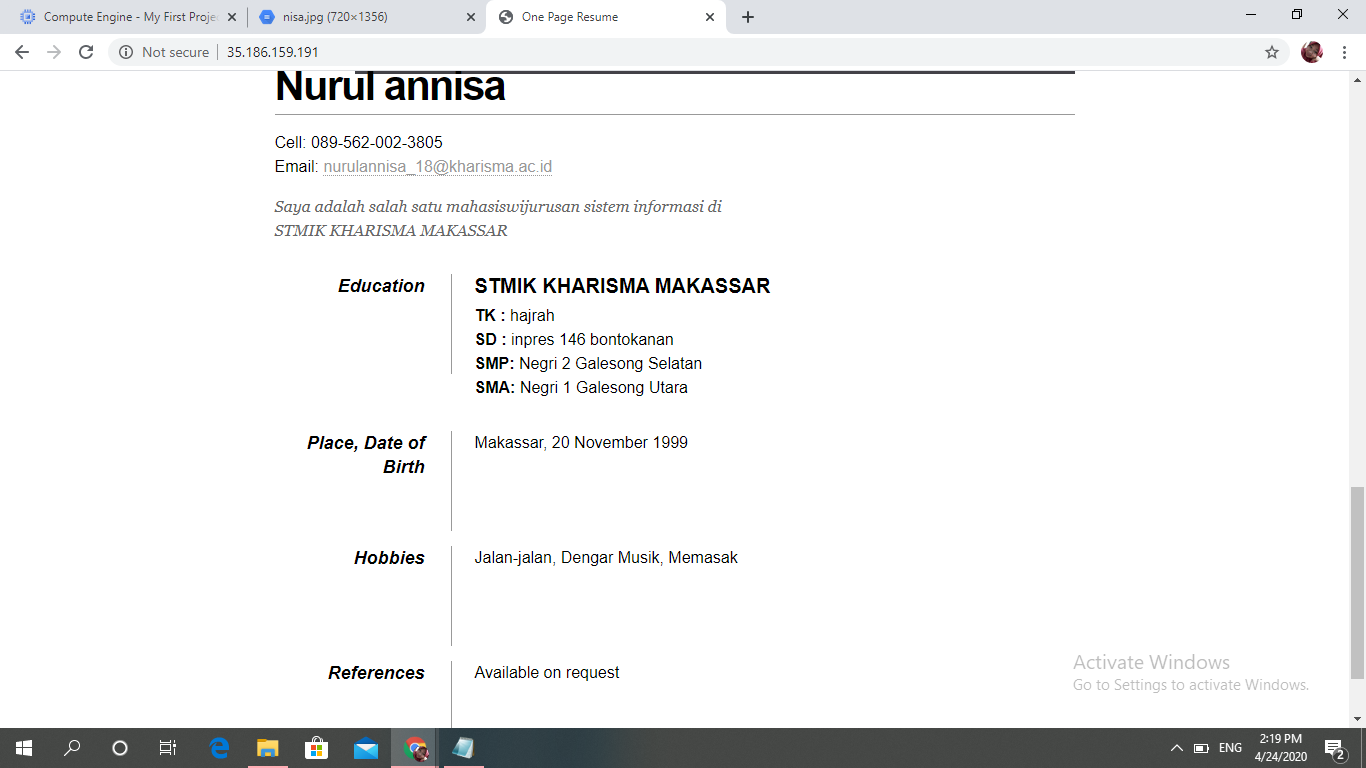 Compute Engine - My First Proje
nisa.jpg (720×1356)
One Page Resume
Not secure
35.186.159.191
Nurul annisa
Cell: 089-562-002-3805
Email: nurulannisa_18@kharisma.ac.id
Saya adalah salah satu mahasiswijurusan sistem informasi di
STMIK KHARISMA MAKASSAR
Education
STMIK KHARISMA MAKASSAR
TK : hajrah
SD : inpres 146 bontokanan
SMP: Negri 2 Galesong Selatan
SMA: Negri 1 Galesong Utara
Place, Date of
Birth
Makassar, 20 November 1999
Hobbies
Jalan-jalan, Dengar Musik, Memasak
References
Available on request
Activate Windows
Go to Settings to activate Windows.
ENG
2:19 PM
4/24/2020
2